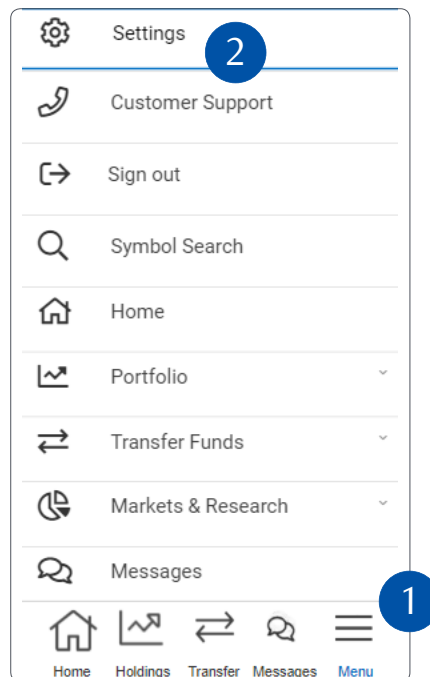 Settings
2
Customer Support
Sign out
Symbol Search
Home
Portfolio
Transfer Funds
Markets & Research
Messages
1
Home Holdings Transfer Messages Menu